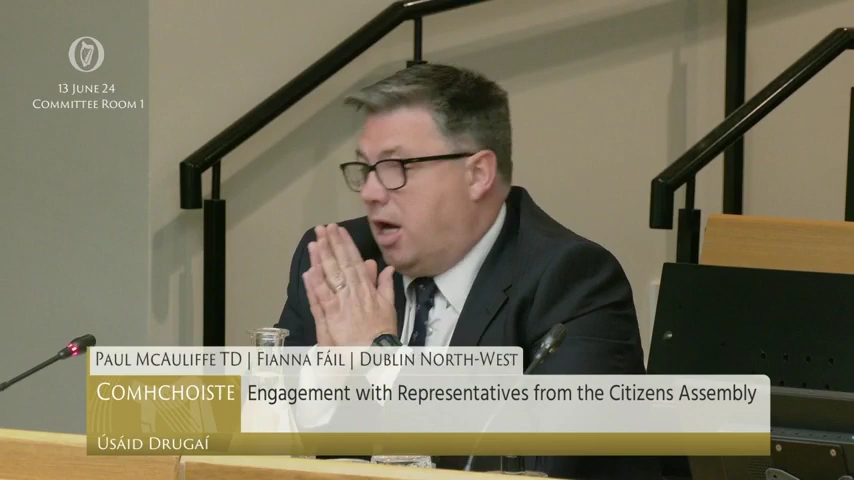 13 June 24
Committee Room 1
Paul McAuliffe TD | Fianna Fáil | Dublin North-West
Comhchoiste
Engagement with Representatives from the Citizens Assembly
Úsáid Drugaí